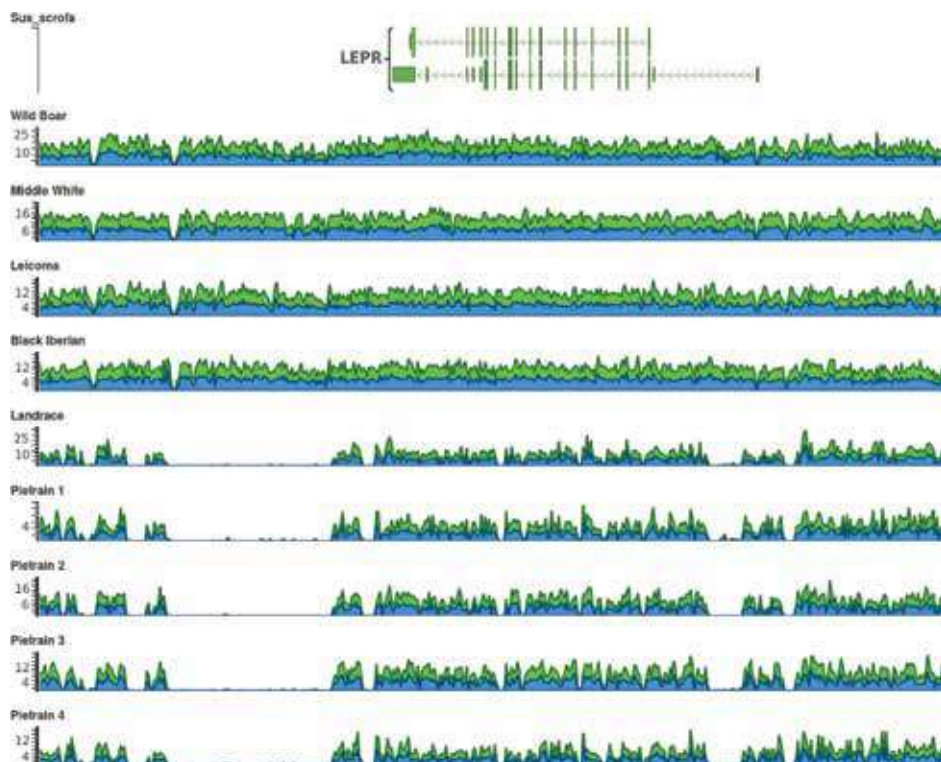 Sus_scrofa
LEPR
Wild Boar
25
10
Middle White
16
6
Leicoma
12
4
Black Iberian
12
4
Landrace
25
10
Pietrain 1
4
Pietrain 2
16
6
Pietrain 3
12
4
Pietrain 4
12
4